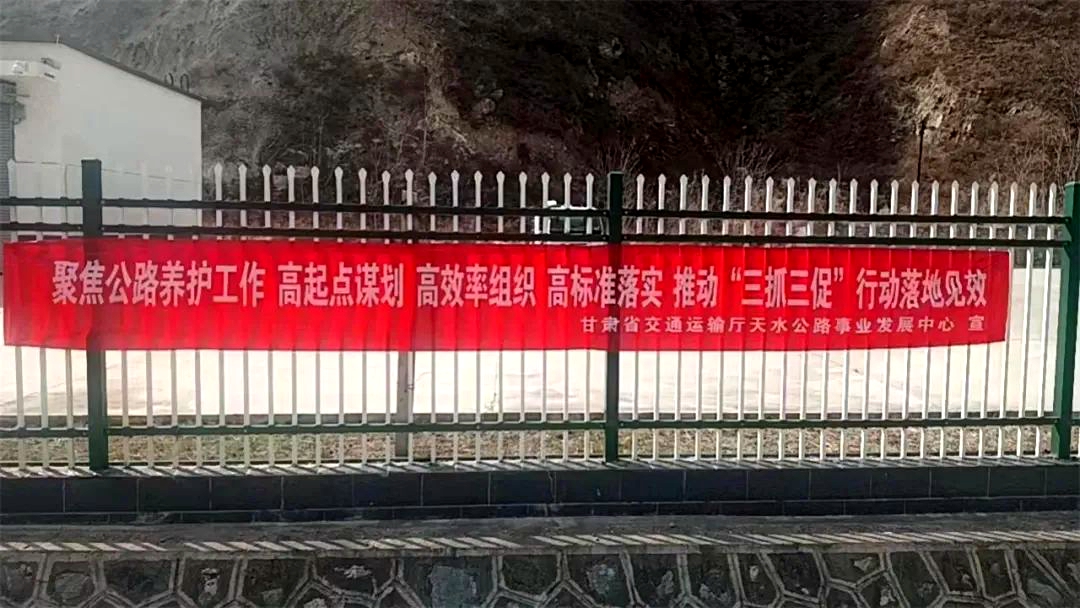 聚焦公路养护工作 高起点谋划 高效率组织 高标准落实 推动“三抓三促”行动落地见效
甘肃省交通运输厅天水公路事业发展中心 宣